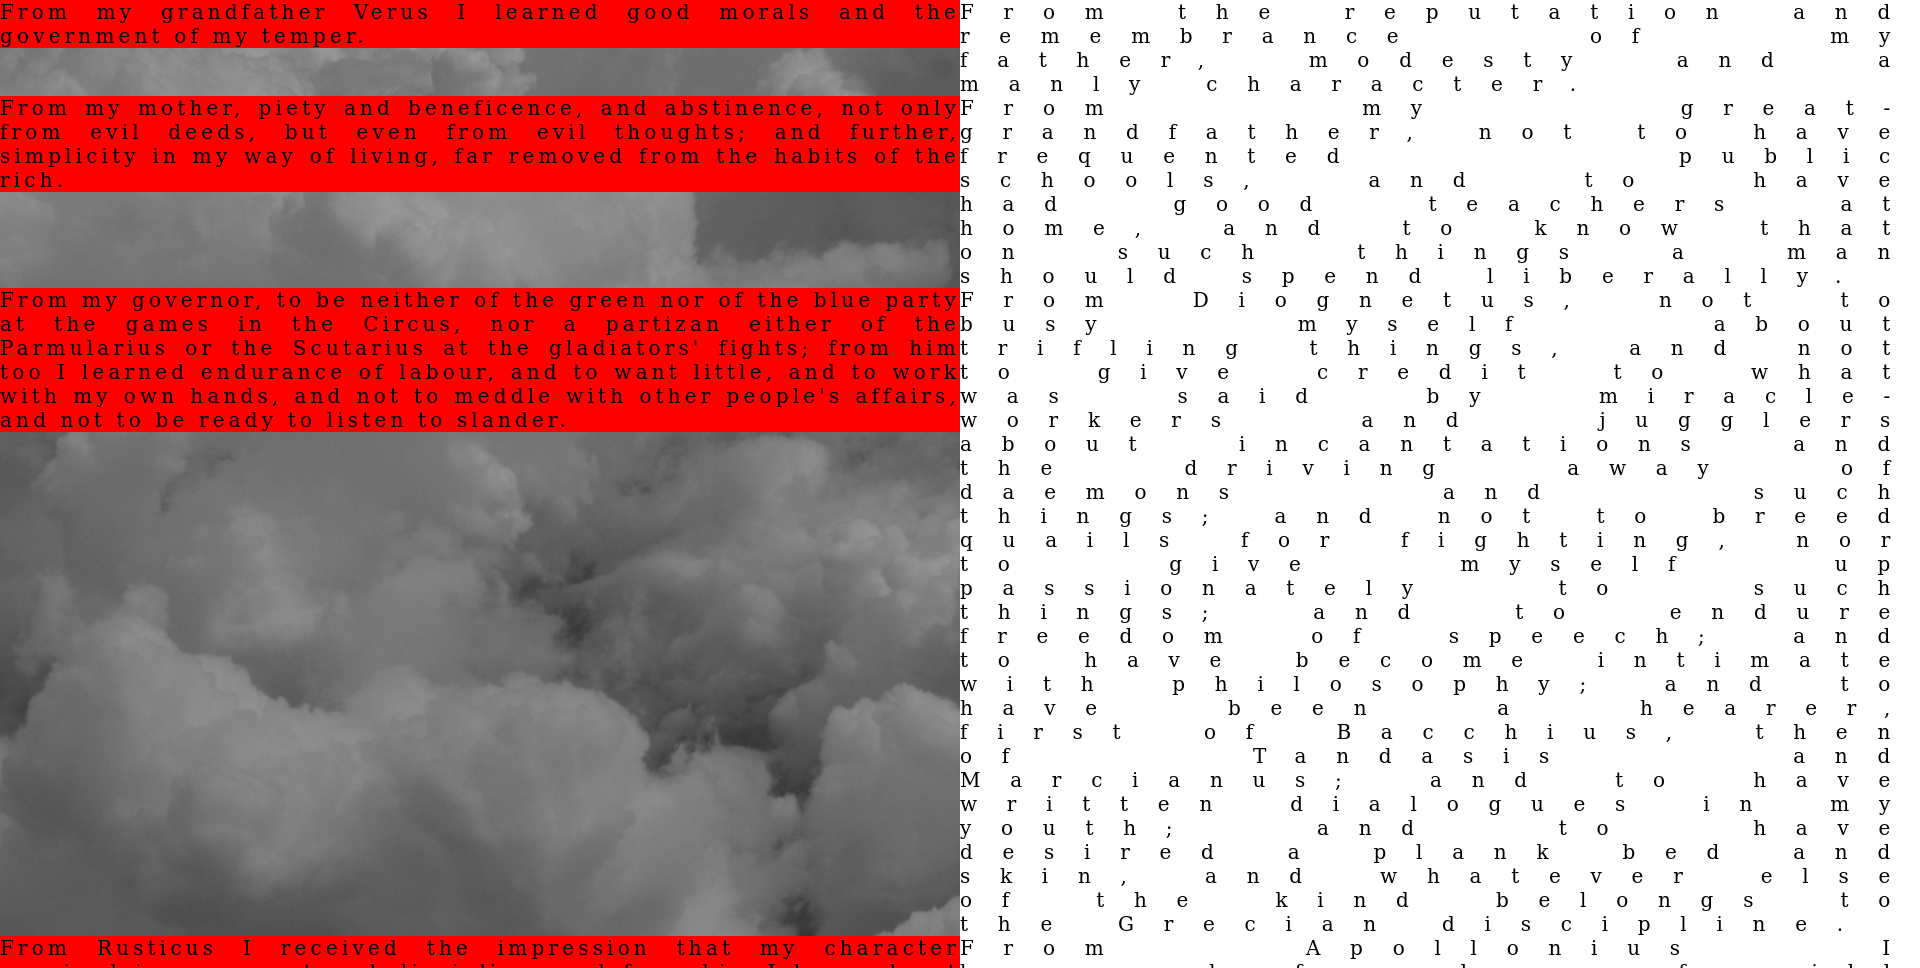 From my grandfather Verus I learned good morals and the
government of my temper.
From the reputation and
remembrance of my
father, modesty and a
manly character.
From my mother, piety and beneficence, and abstinence, not only
from evil deeds, but even from evil thoughts; and further,
simplicity in my way of living, far removed from the habits of the
rich.
From my great-
grandfather, not to have
frequented public
schools, and to have
had good teachers at
home, and to know that
on such things a man
should spend liberally.
From my governor, to be neither of the green nor of the blue party
at the games in the Circus, nor a partizan either of the
Parmularius or the Scutarius at the gladiators' fights; from him
too I learned endurance of labour, and to want little, and to work
with my own hands, and not to meddle with other people's affairs,
and not to be ready to listen to slander.
From Diognetus, not to
busy myself about
trifling things, and not
to give credit to what
was said by miracle-
workers and jugglers
about incantations and
the driving away of
daemons and such
things; and not to breed
quails for fighting, nor
to give myself up
passionately to such
things; and to endure
freedom of speech; and
to have become intimate
with philosophy; and to
have been a hearer,
first of Bacchius, then
of Tandasis and
Marcianus; and to have
written dialogues in my
youth; and to have
desired a plank bed and
skin, and whatever else
of the kind belongs to
the Grecian discipline.
From Rusticus I received the impression that my character
From Apollonius I